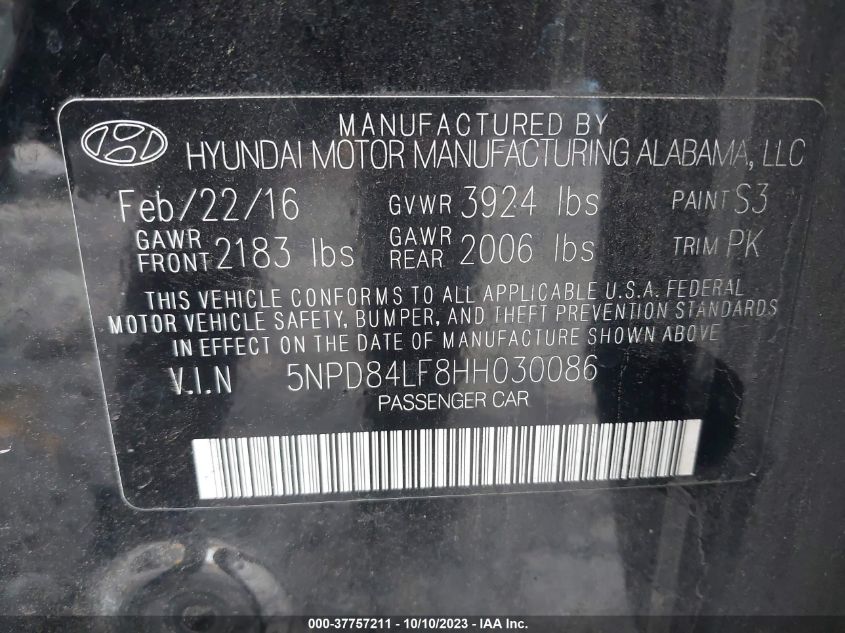 MANUFACTURED BY
HYUNDAI MOTOR MANUFACTURING ALABAMA, LLC
Feb/22/16 GVWR 3924 lbs PAINT S3
GAWR FRONT 2183 lbs GAWR REAR 2006 lbs TRIM PK
THIS VEHICLE CONFORMS TO ALL APPLICABLE U.S.A. FEDERAL
MOTOR VEHICLE SAFETY, BUMPER, AND THEFT PREVENTION STANDARDS
IN EFFECT ON THE DATE OF MANUFACTURE SHOWN ABOVE
V.I.N 5NPD84LF8HH030086
PASSENGER CAR
000-37757211 - 10/10/2023 - IAA Inc.